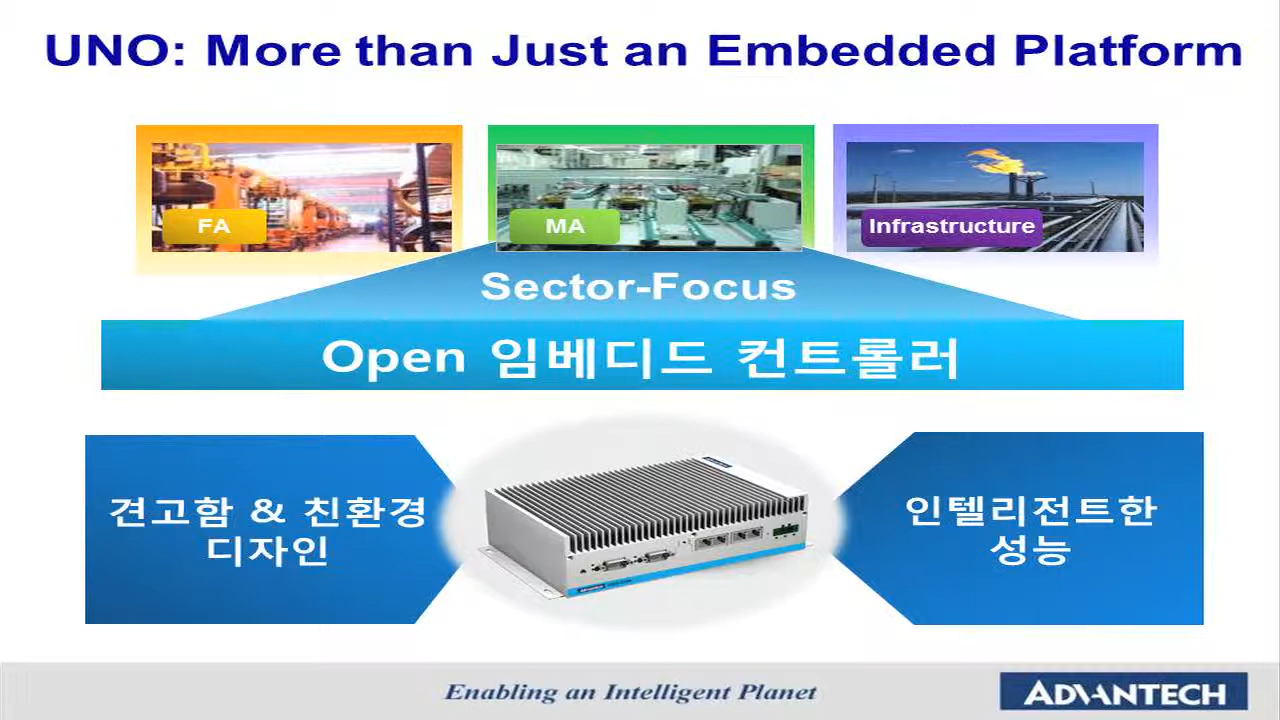 UNO: More than Just an Embedded Platform
FA
MA
Infrastructure
Sector-Focus
Open 임베디드 컨트롤러
견고함 & 친환경
디자인
인텔리전트한
성능
ADVANTECH
Enabling an Intelligent Planet
ADVANTECH